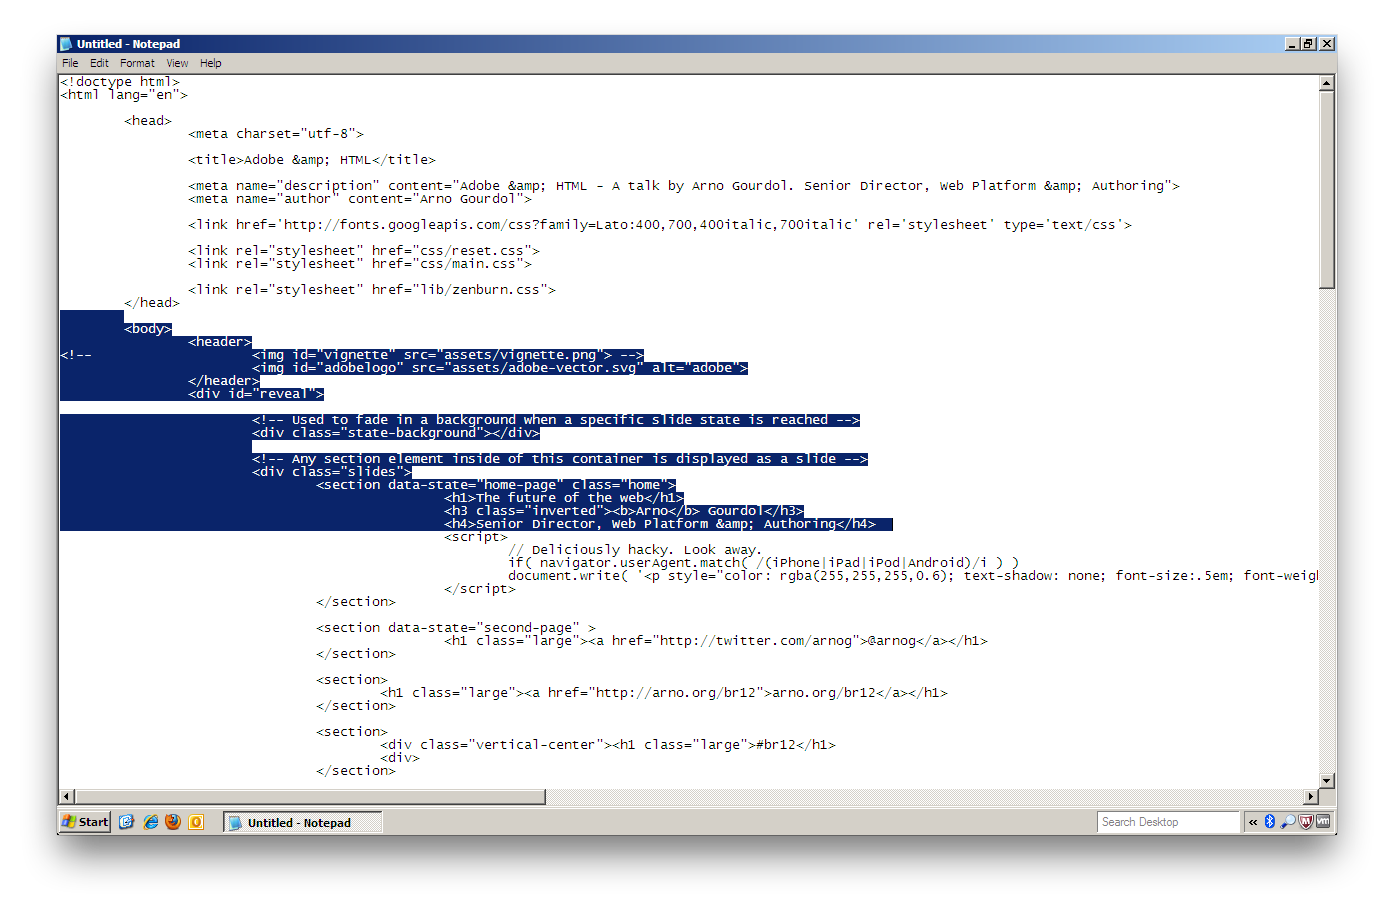 Untitled - Notepad
File Edit Format View Help
<!doctype html>
<html lang="en">
<head>
<meta charset="utf-8">
<title>Adobe &amp; HTML</title>
<meta name="description" content="Adobe &amp; HTML - A talk by Arno Gourdol. Senior Director, Web Platform &amp; Authoring">
<meta name="author" content="Arno Gourdol">
<link href='http://fonts.googleapis.com/css?family=Lato:400,700,400italic,700italic' rel='stylesheet' type='text/css'>
<link rel="stylesheet" href="css/reset.css">
<link rel="stylesheet" href="css/main.css">
<link rel="stylesheet" href="lib/zenburn.css">
</head>
<body>
<header>
<!-- <img id="vignette" src="assets/vignette.png"> -->
<img id="adobelogo" src="assets/adobe-vector.svg" alt="adobe">
</header>
<div id="reveal">
<!-- Used to fade in a background when a specific slide state is reached -->
<div class="state-background"></div>
<!-- Any section element inside of this container is displayed as a slide -->
<div class="slides">
<section data-state="home-page" class="home">
<h1>The future of the web</h1>
<h3 class="inverted"><b>Arno</b> Gourdol</h3>
<h4>Senior Director, Web Platform &amp; Authoring</h4>
<script>
// Deliciously hacky. Look away.
if( navigator.userAgent.match( /(iPhone|iPad|iPod|Android)/i ) )
document.write( '<p style="color: rgba(255,255,255,0.6); text-shadow: none; font-size:.5em; font-weigh
</script>
</section>
<section data-state="second-page" >
<h1 class="large"><a href="http://twitter.com/arnog">@arnog</a></h1>
</section>
<section>
<h1 class="large"><a href="http://arno.org/br12">arno.org/br12</a></h1>
</section>
<section>
<div class="vertical-center"><h1 class="large">#br12</h1>
<div>
</section>
Start Untitled - Notepad Search Desktop «